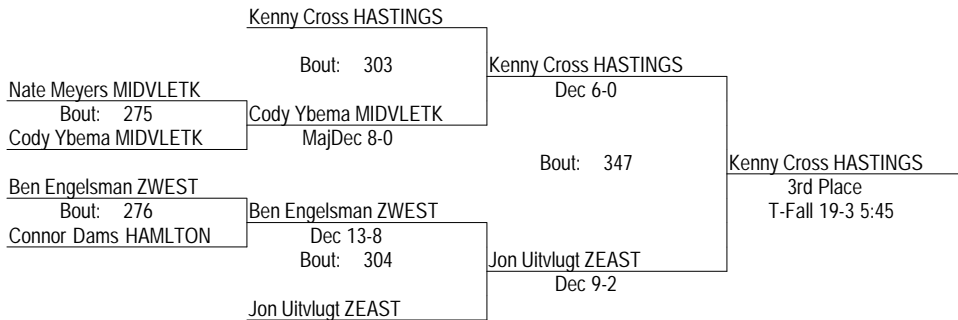 Kenny Cross HASTINGS
Bout: 303
Kenny Cross HASTINGS
Dec 6-0
Nate Meyers MIDVLETK
Bout: 275
Cody Ybema MIDVLETK
Cody Ybema MIDVLETK
MajDec 8-0
Bout: 347
Kenny Cross HASTINGS
3rd Place
T-Fall 19-3 5:45
Ben Engelsman ZWEST
Bout: 276
Ben Engelsman ZWEST
Connor Dams HAMLTON
Dec 13-8
Bout: 304
Jon Uitvlugt ZEAST
Dec 9-2
Jon Uitvlugt ZEAST